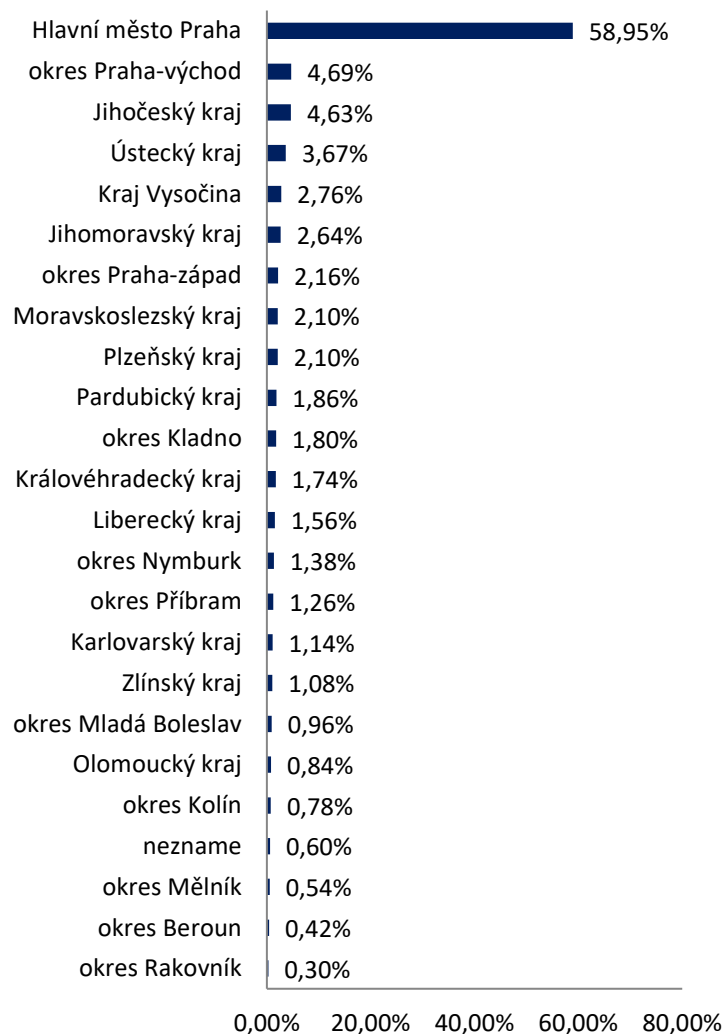 Hlavní město Praha 58,95%
okres Praha-východ 4,69%
Jihočeský kraj 4,63%
Ústecký kraj 3,67%
Kraj Vysočina 2,76%
Jihomoravský kraj 2,64%
okres Praha-západ 2,16%
Moravskoslezský kraj 2,10%
Plzeňský kraj 2,10%
Pardubický kraj 1,86%
okres Kladno 1,80%
Královéhradecký kraj 1,74%
Liberecký kraj 1,56%
okres Nymburk 1,38%
okres Příbram 1,26%
Karlovarský kraj 1,14%
Zlínský kraj 1,08%
okres Mladá Boleslav 0,96%
Olomoucký kraj 0,84%
okres Kolín 0,78%
nezname 0,60%
okres Mělník 0,54%
okres Beroun 0,42%
okres Rakovník 0,30%
0,00% 20,00% 40,00% 60,00% 80,00%